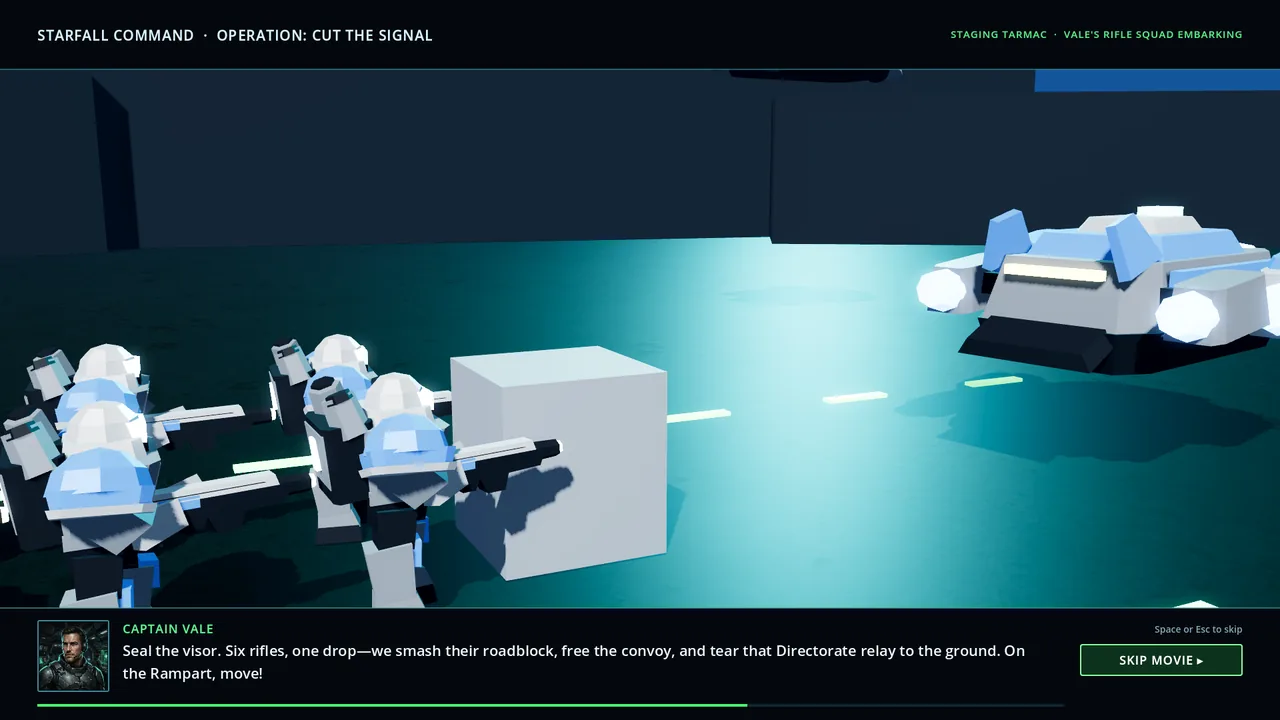 STARFALL COMMAND · OPERATION: CUT THE SIGNAL
STAGING TARMAC · VALE'S RIFLE SQUAD EMBARKING
CAPTAIN VALE
Seal the visor. Six rifles, one drop—we smash their roadblock, free the convoy, and tear that Directorate relay to the ground. On
the Rampart, move!
Space or Esc to skip
SKIP MOVIE ▸